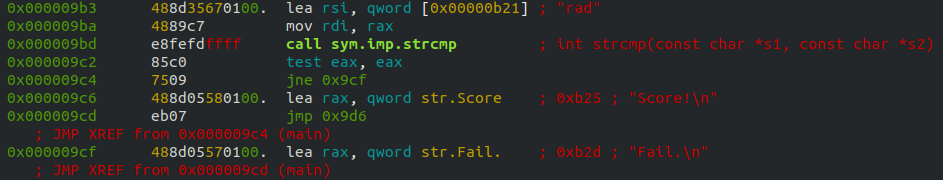 0x000009b3 488d35670100. lea rsi, qword [0x00000b21] ; "rad"
0x000009ba 4889c7 mov rdi, rax
0x000009bd e8fefdffff call sym.imp.strcmp ; int strcmp(const char *s1, const char *s2)
0x000009c2 85c0 test eax, eax
0x000009c4 7509 jne 0x9cf
0x000009c6 488d05580100. lea rax, qword str.Score ; 0xb25 ; "Score!\n"
0x000009cd eb07 jmp 0x9d6
; JMP XREF from 0x000009c4 (main)
0x000009cf 488d05570100. lea rax, qword str.Fail. ; 0xb2d ; "Fail.\n"
; JMP XREF from 0x000009cd (main)